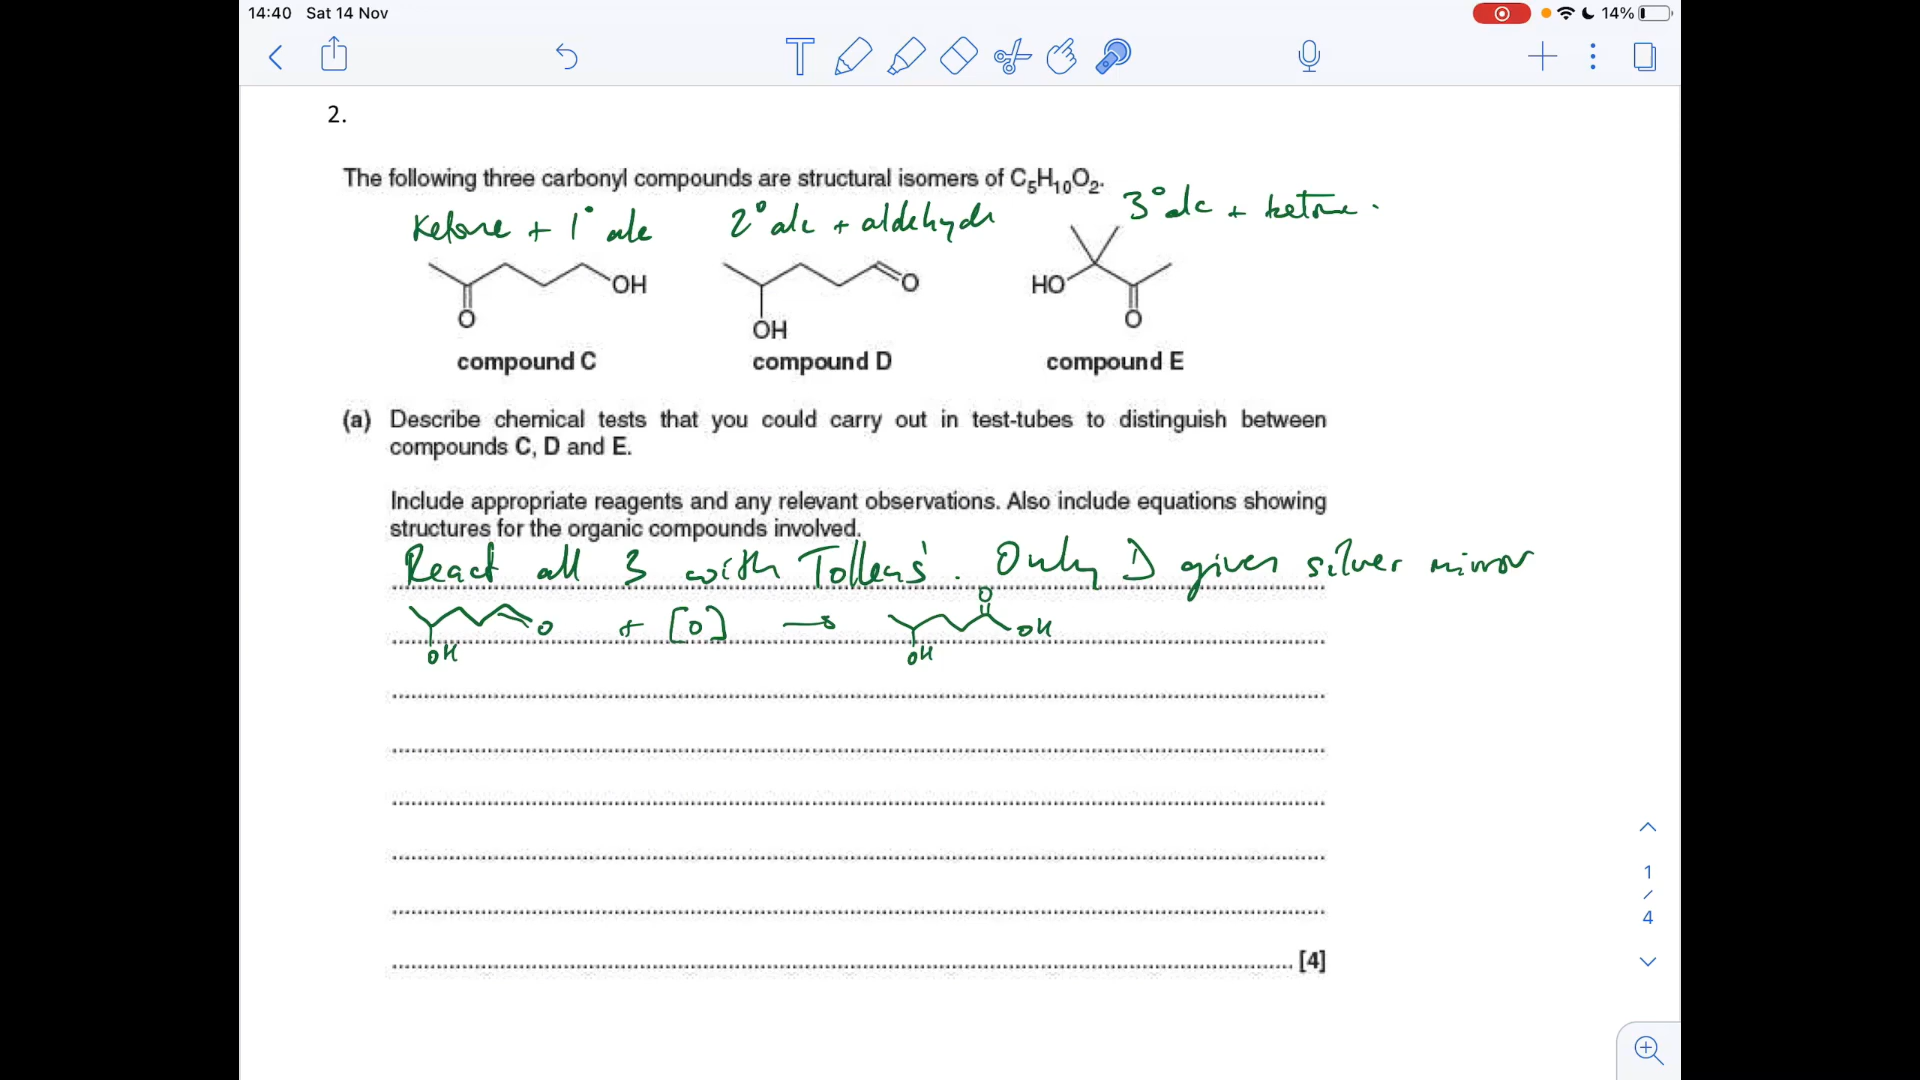 14:40 Sat 14 Nov
14%
2.
The following three carbonyl compounds are structural isomers of C₅H₁₀O₂.
Ketone + 1° alc 2° alc + aldehyde 3° alc + ketone.
OH O HO
O OH O
compound C compound D compound E
(a) Describe chemical tests that you could carry out in test-tubes to distinguish between
compounds C, D and E.
Include appropriate reagents and any relevant observations. Also include equations showing
structures for the organic compounds involved.
React all 3 with Tollens'. Only D gives silver mirror
O
O + [O] → OH
OH OH
1
/
4
[4]